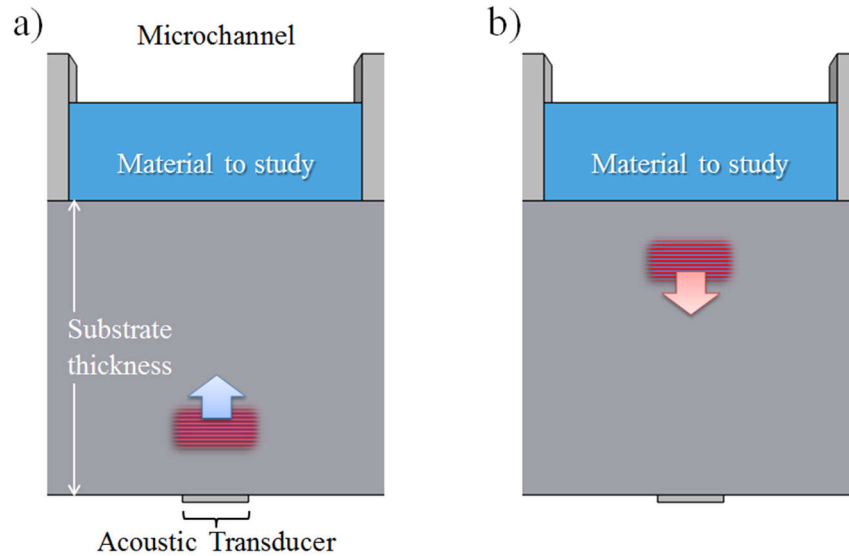 a)
Microchannel
Material to study
Substrate
thickness
Acoustic Transducer
b)
Material to study